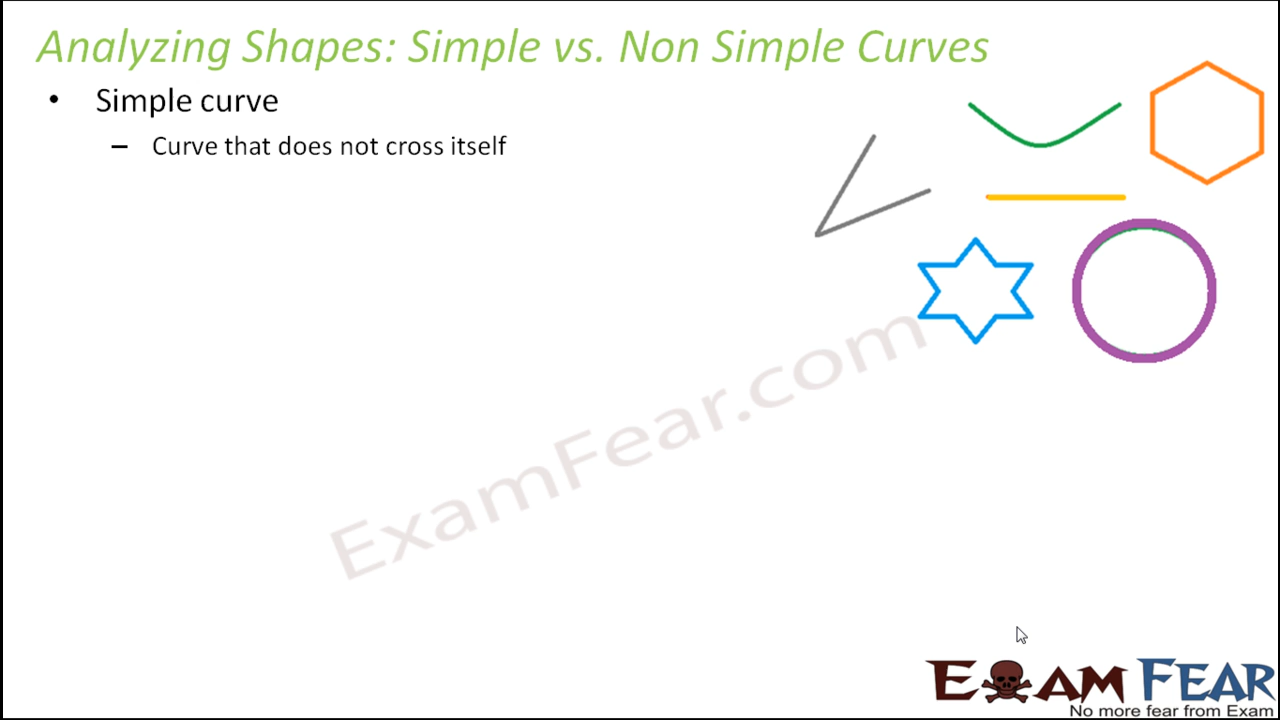 Analyzing Shapes: Simple vs. Non Simple Curves
• Simple curve
– Curve that does not cross itself
ExamFear.com
EXAM FEAR
No more fear from Exam